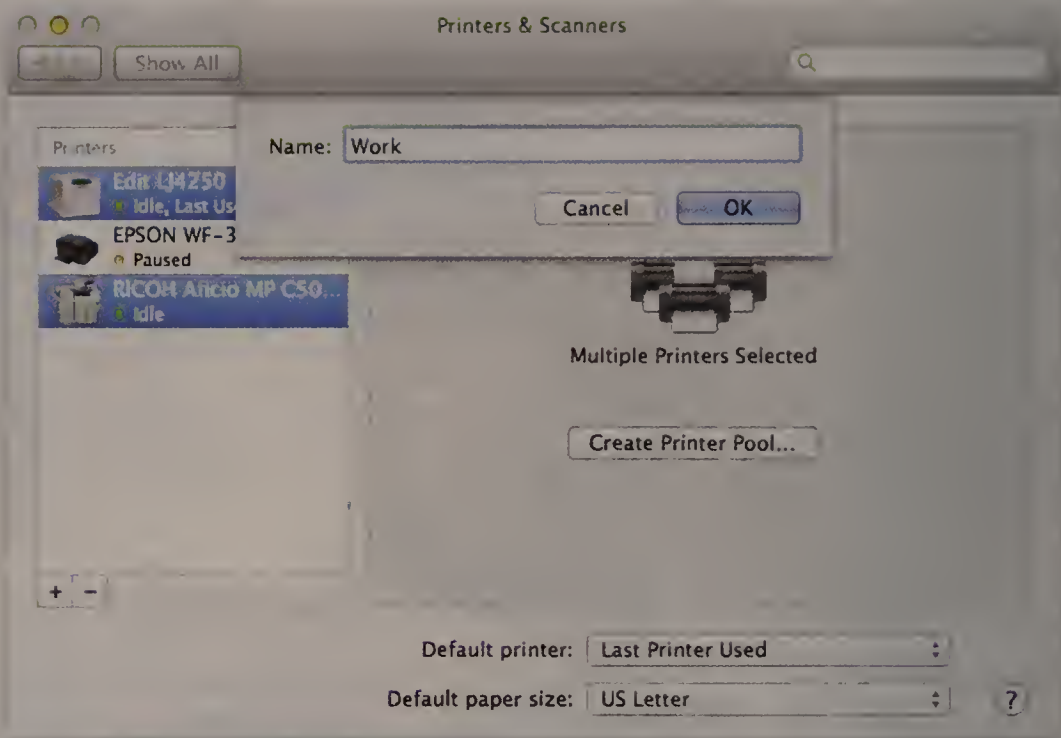 Printers & Scanners
Show All
Name: Work
Printers
Edit LJ4250
Idle, Last Us
Cancel
OK
EPSON WF-3
Paused
RICOH Aficio MP C50...
Idle
Multiple Printers Selected
Create Printer Pool...
+ -
Default printer: Last Printer Used
Default paper size: US Letter
?